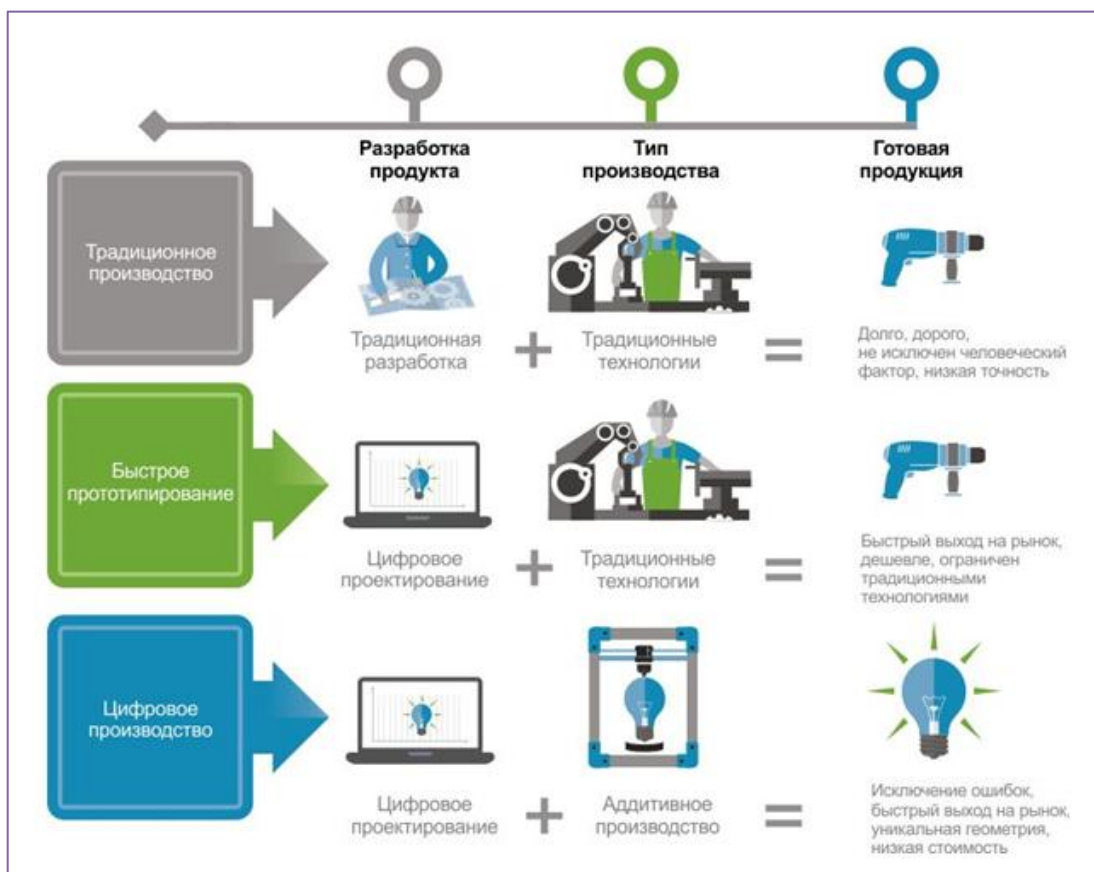 Разработка
продукта
Тип
производства
Готовая
продукция
Традиционное
производство
Традиционная
разработка
+
Традиционные
технологии
=
Долго, дорого,
не исключен человеческий
фактор, низкая точность
Быстрое
прототипирование
Цифровое
проектирование
+
Традиционные
технологии
=
Быстрый выход на рынок,
дешевле, ограничен
традиционными
технологиями
Цифровое
производство
Цифровое
проектирование
+
Аддитивное
производство
=
Исключение ошибок,
быстрый выход на рынок,
уникальная геометрия,
низкая стоимость